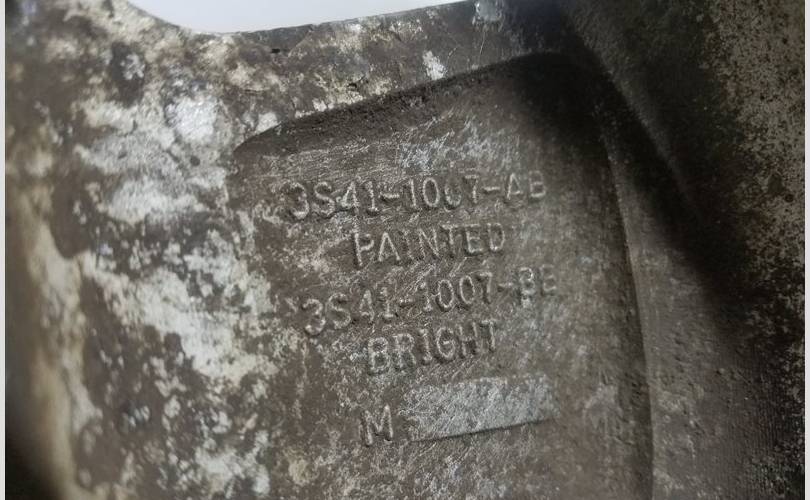 3S41-1007-AB
PAINTED
3S41-1007-BB
BRIGHT
M